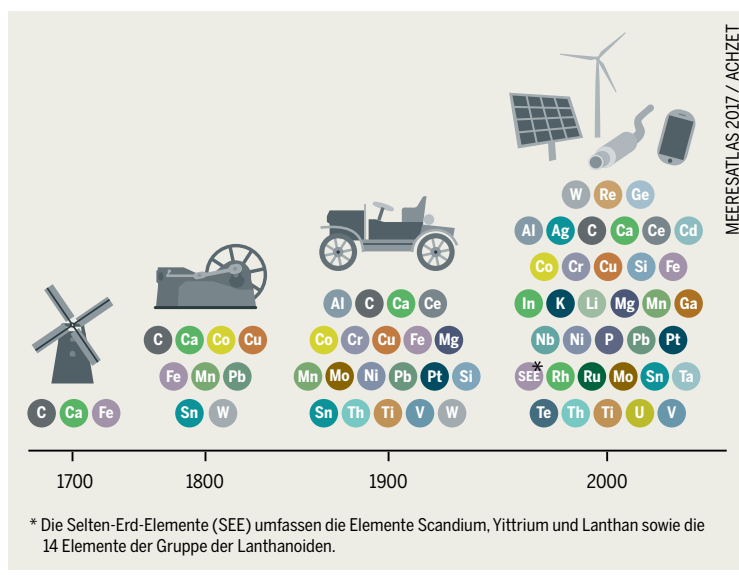 MEERESATLAS 2017 / ACHZET
W Re Ge
Al Ag C Ca Ce Cd
Co Cr Cu Si Fe
In K Li Mg Mn Ga
Nb Ni P Pb Pt
SEE* Rh Ru Mo Sn Ta
Te Th Ti U V
Al C Ca Ce
Co Cr Cu Fe Mg
Mn Mo Ni Pb Pt Si
Sn Th Ti V W
C Ca Co Cu
Fe Mn Pb
Sn W
C Ca Fe
1700 1800 1900 2000
* Die Selten-Erd-Elemente (SEE) umfassen die Elemente Scandium, Yittrium und Lanthan sowie die
14 Elemente der Gruppe der Lanthanoiden.